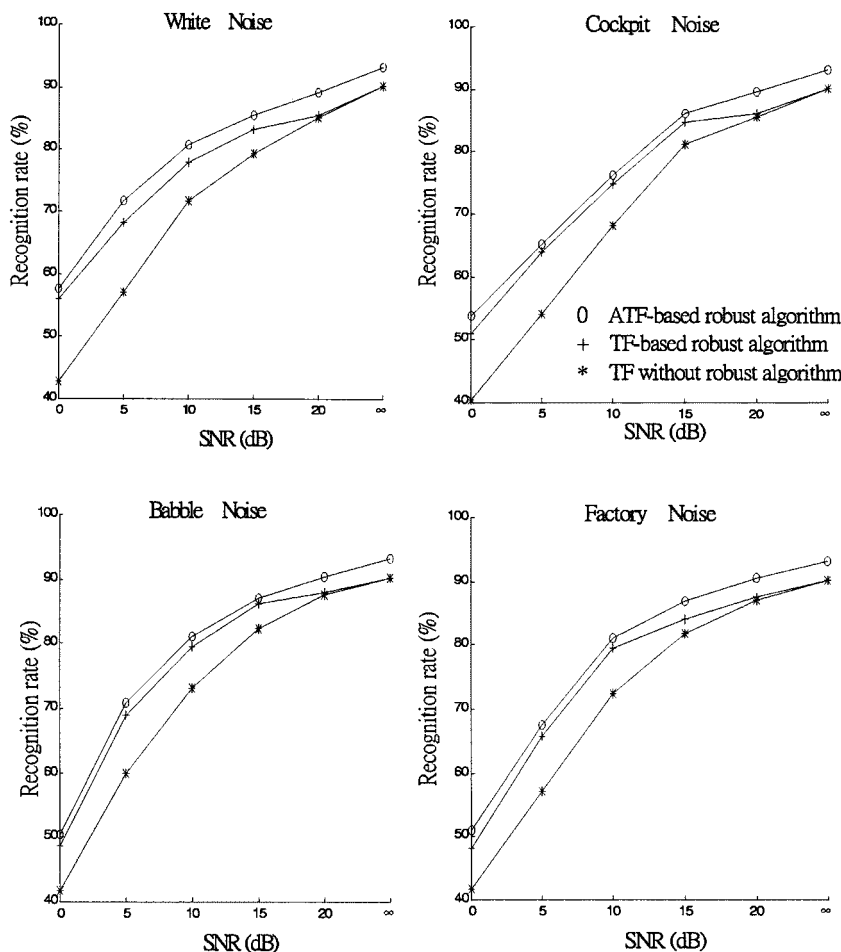 White Noise
Recognition rate (%)
100
90
80
70
60
50
40
0 5 10 15 20 ∞
SNR (dB)
Cockpit Noise
Recognition rate (%)
100
90
80
70
60
50
40
0 ATF-based robust algorithm
+ TF-based robust algorithm
* TF without robust algorithm
0 5 10 15 20 ∞
SNR (dB)
Babble Noise
Recognition rate (%)
100
90
80
70
60
50
40
0 5 10 15 20 ∞
SNR (dB)
Factory Noise
Recognition rate (%)
100
90
80
70
60
50
40
0 5 10 15 20 ∞
SNR (dB)